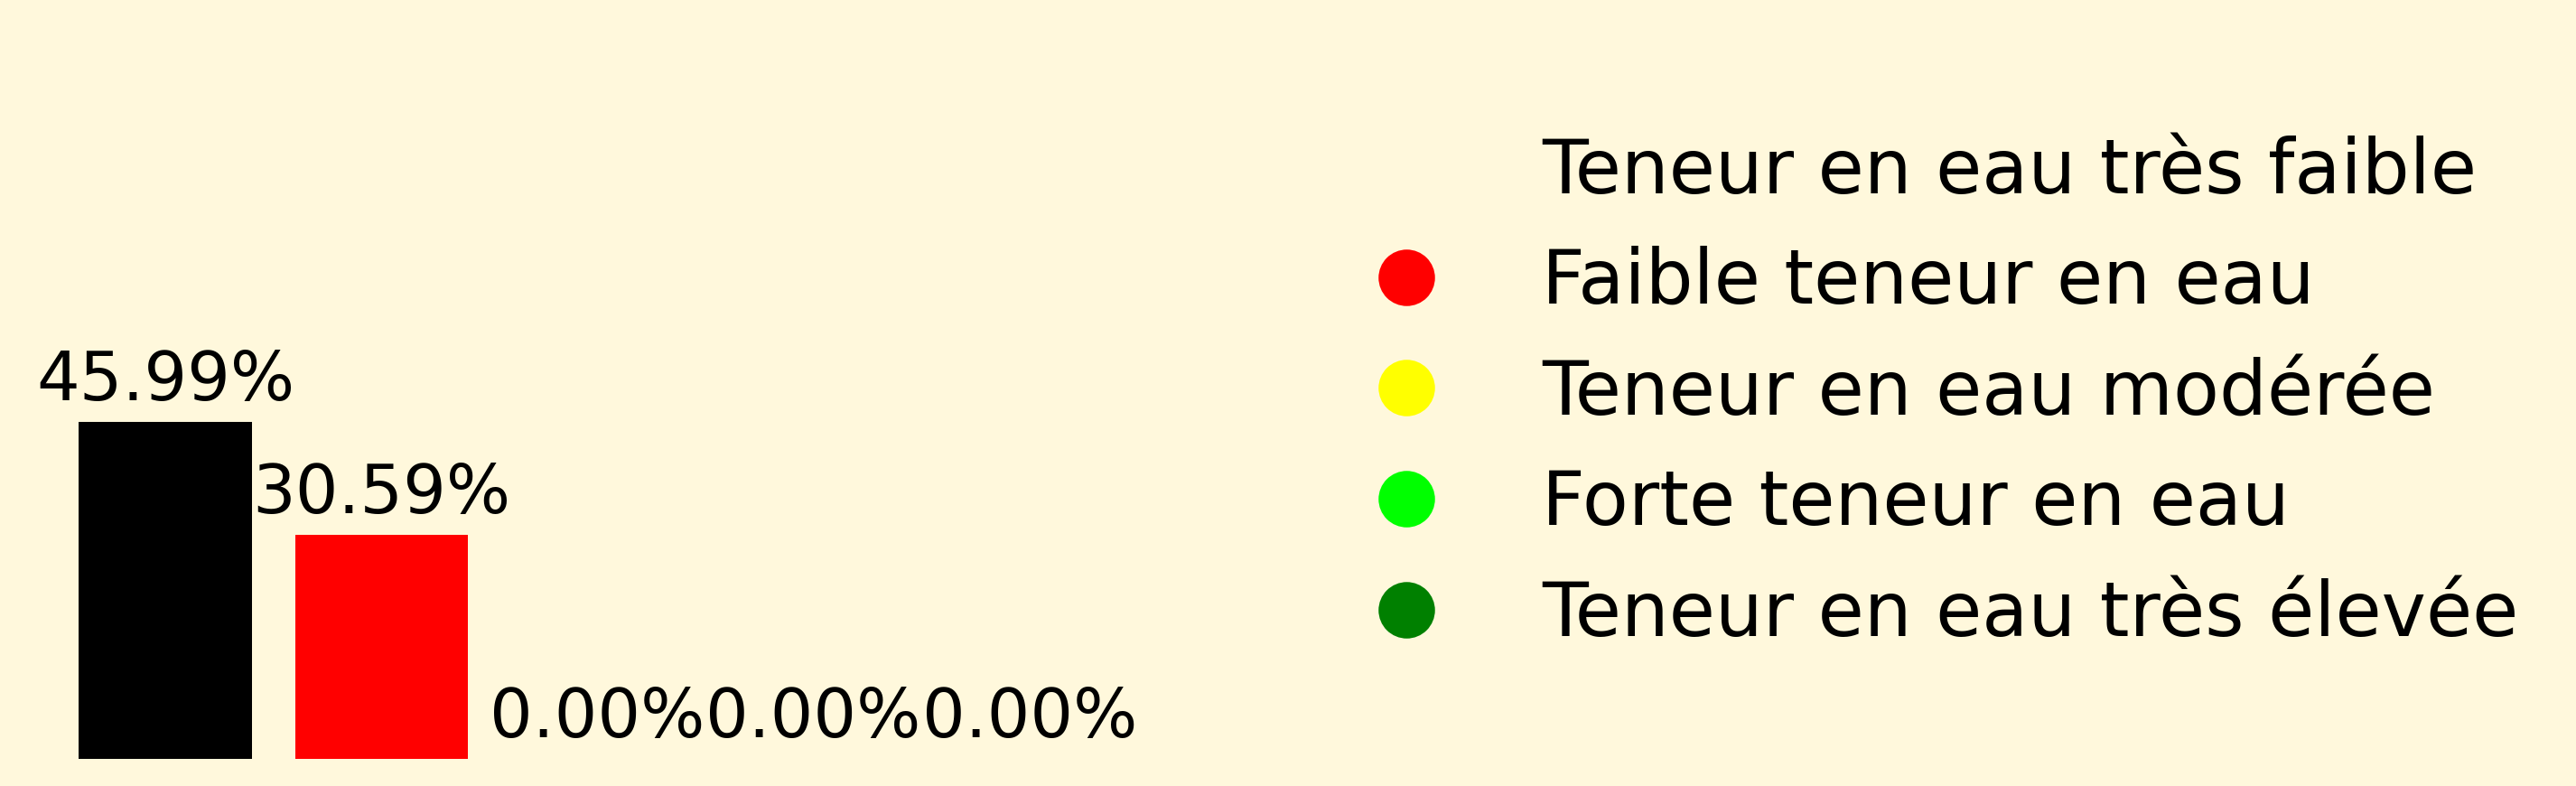 45.99%
30.59%
0.00%0.00%0.00%
Teneur en eau très faible
Faible teneur en eau
Teneur en eau modérée
Forte teneur en eau
Teneur en eau très élevée